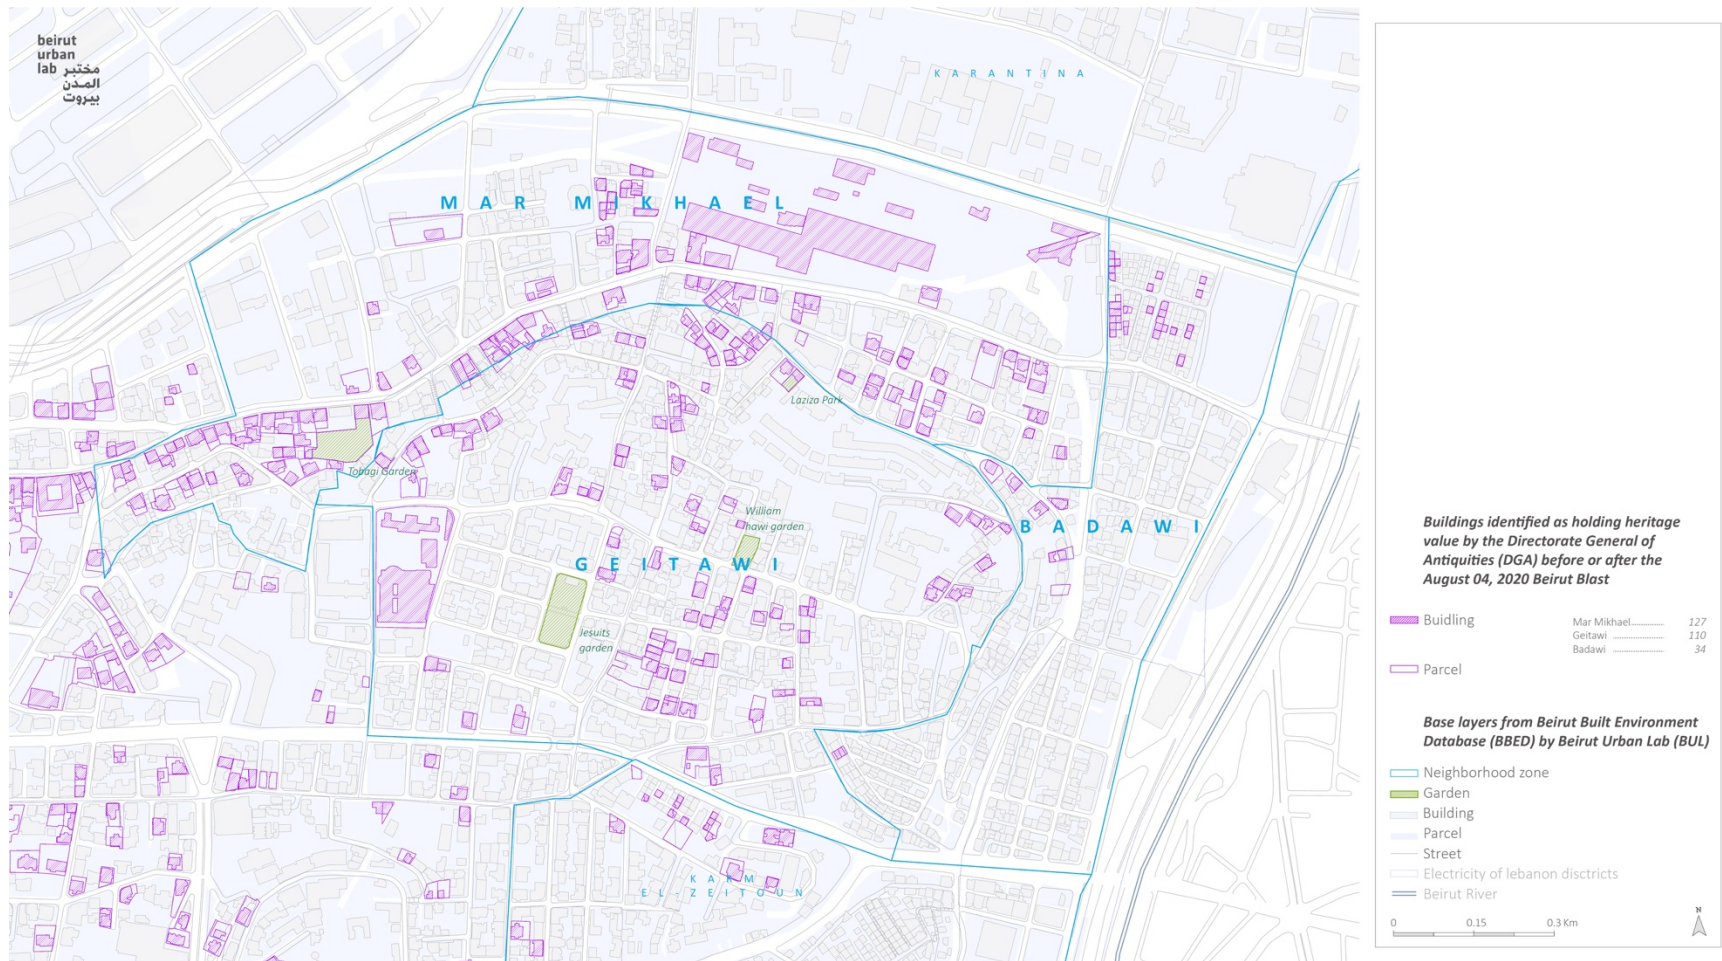 beirut
urban
lab مختبر
المدن
بيروت
K A R A N T I N A
M A R M I K H A E L
Laziza Park
Tobagi Garden
William
hawi garden
B A D A W I
G E I T A W I
Jesuits
garden
K A R M
E L - Z E I T O U N
Buildings identified as holding heritage
value by the Directorate General of
Antiquities (DGA) before or after the
August 04, 2020 Beirut Blast
Buidling
Mar Mikhael 127
Geitawi 110
Badawi 34
Parcel
Base layers from Beirut Built Environment
Database (BBED) by Beirut Urban Lab (BUL)
Neighborhood zone
Garden
Building
Parcel
Street
Electricity of lebanon disctricts
Beirut River
0 0.15 0.3 Km
N